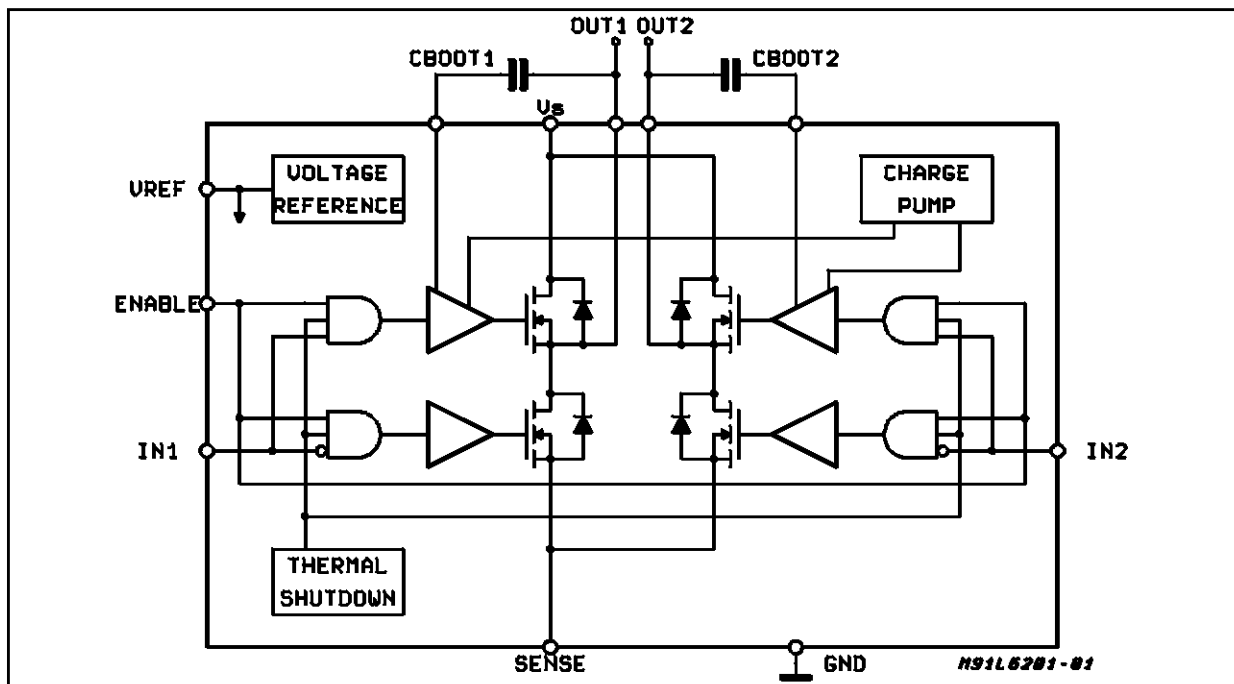 OUT1 OUT2
CBOOT1
CBOOT2
Vs
VREF
VOLTAGE
REFERENCE
CHARGE
PUMP
ENABLE
IN1
IN2
THERMAL
SHUTDOWN
SENSE
GND
M91L6201-01